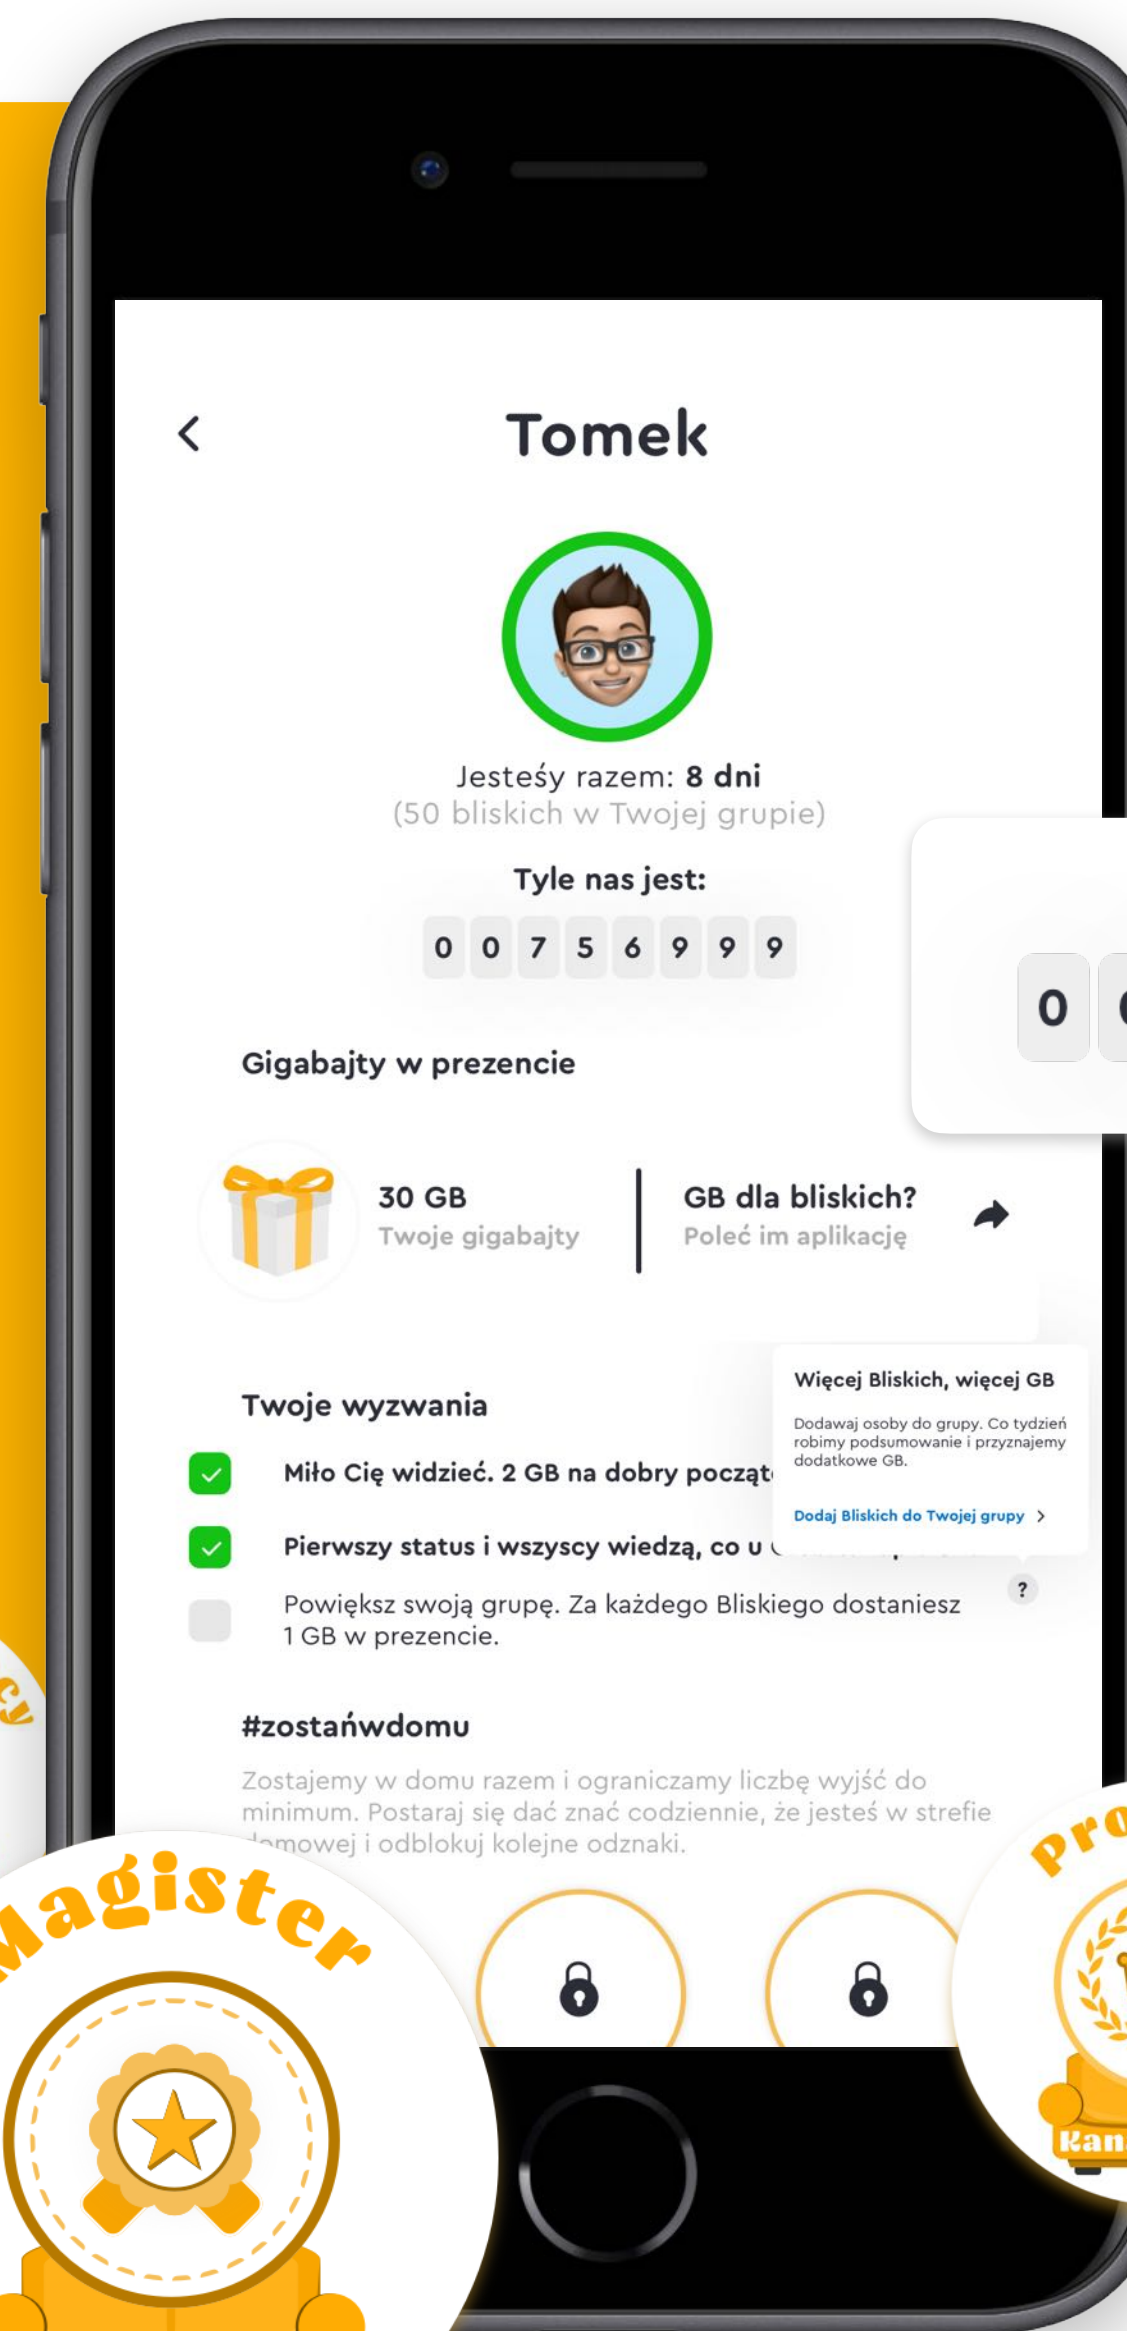 Tomek
Jesteśy razem: 8 dni
(50 bliskich w Twojej grupie)
Tyle nas jest:
0 0 7 5 6 9 9 9
0
Gigabajty w prezencie
30 GB
Twoje gigabajty
GB dla bliskich?
Poleć im aplikację
Więcej Bliskich, więcej GB
Dodawaj osoby do grupy. Co tydzień
robimy podsumowanie i przyznajemy
dodatkowe GB.
Dodaj Bliskich do Twojej grupy >
Twoje wyzwania
Miło Cię widzieć. 2 GB na dobry począt
Pierwszy status i wszyscy wiedzą, co u
?
Powiększ swoją grupę. Za każdego Bliskiego dostaniesz
1 GB w prezencie.
#zostańwdomu
Zostajemy w domu razem i ograniczamy liczbę wyjść do
minimum. Postaraj się dać znać codziennie, że jesteś w strefie
domowej i odblokuj kolejne odznaki.
cy
Magister
Pro
Kan